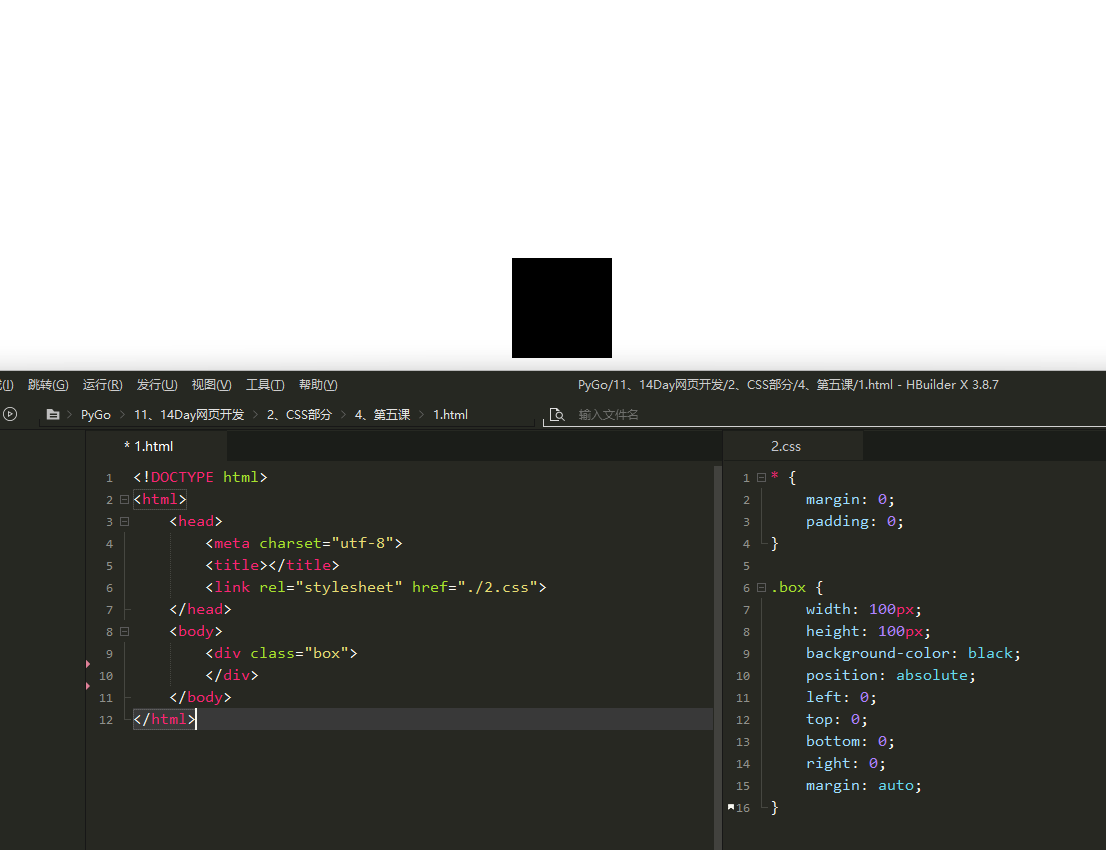 (I) 跳转(G) 运行(R) 发行(U) 视图(V) 工具(T) 帮助(Y) PyGo/11、14Day网页开发/2、CSS部分/4、第五课/1.html - HBuilder X 3.8.7
PyGo 11、14Day网页开发 2、CSS部分 4、第五课 1.html 输入文件名
* 1.html
1 <!DOCTYPE html>
2 <html>
3 <head>
4 <meta charset="utf-8">
5 <title></title>
6 <link rel="stylesheet" href="./2.css">
7 </head>
8 <body>
9 <div class="box">
10 </div>
11 </body>
12 </html>
2.css
1 * {
2 margin: 0;
3 padding: 0;
4 }
5
6 .box {
7 width: 100px;
8 height: 100px;
9 background-color: black;
10 position: absolute;
11 left: 0;
12 top: 0;
13 bottom: 0;
14 right: 0;
15 margin: auto;
16 }